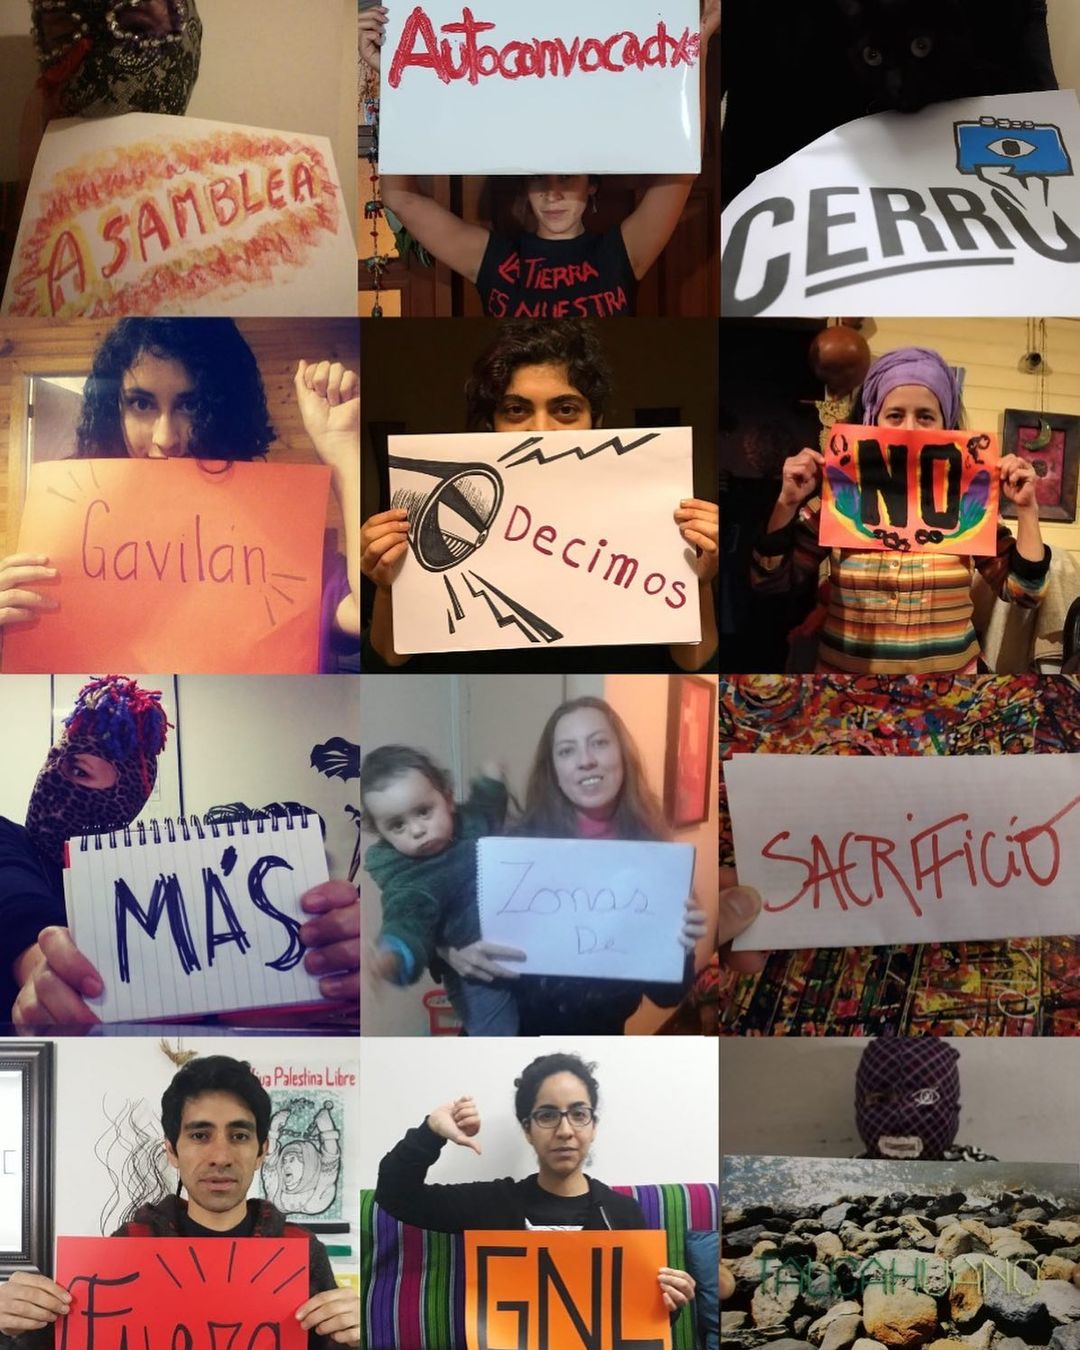 ASAMBLEA
Autoconvocadxs
LA TIERRA
ES NUESTRA
CERRO
Gavilán
Decimos
NO
MÁS
Zonas
De
SACRIFICIO
Viva Palestina Libre
Fuera
GNL
TALCAHUANO